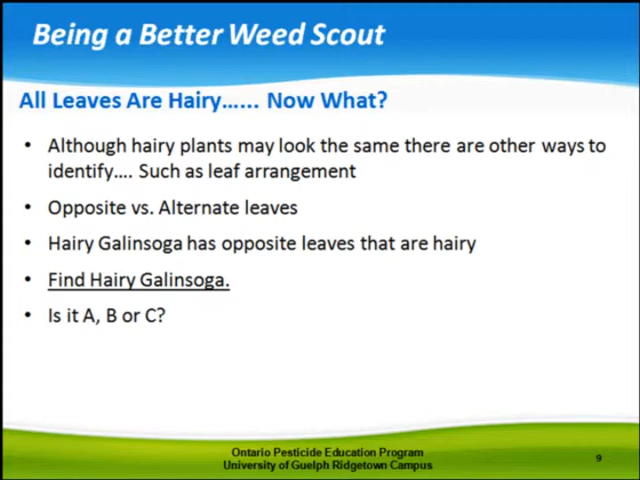 Being a Better Weed Scout
All Leaves Are Hairy...... Now What?
• Although hairy plants may look the same there are other ways to
identify.... Such as leaf arrangement
• Opposite vs. Alternate leaves
• Hairy Galinsoga has opposite leaves that are hairy
• Find Hairy Galinsoga.
• Is it A, B or C?
Ontario Pesticide Education Program
University of Guelph Ridgetown Campus
9